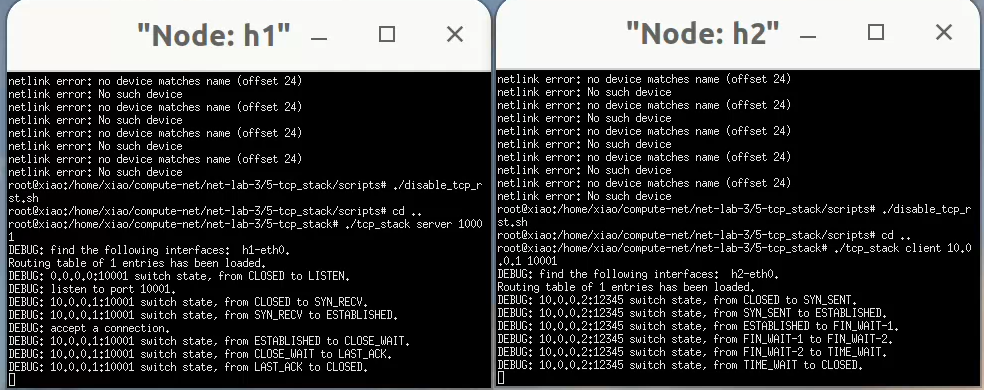 "Node: h1"
netlink error: no device matches name (offset 24)
netlink error: No such device
netlink error: no device matches name (offset 24)
netlink error: No such device
netlink error: no device matches name (offset 24)
netlink error: No such device
netlink error: no device matches name (offset 24)
netlink error: No such device
root@xiao:/home/xiao/compute-net/net-lab-3/5-tcp_stack/scripts# ./disable_tcp_r
st.sh
root@xiao:/home/xiao/compute-net/net-lab-3/5-tcp_stack/scripts# cd ..
root@xiao:/home/xiao/compute-net/net-lab-3/5-tcp_stack# ./tcp_stack server 1000
1
DEBUG: find the following interfaces:  h1-eth0.
Routing table of 1 entries has been loaded.
DEBUG: 0.0.0.0:10001 switch state, from CLOSED to LISTEN.
DEBUG: listen to port 10001.
DEBUG: 10.0.0.1:10001 switch state, from CLOSED to SYN_RECV.
DEBUG: 10.0.0.1:10001 switch state, from SYN_RECV to ESTABLISHED.
DEBUG: accept a connection.
DEBUG: 10.0.0.1:10001 switch state, from ESTABLISHED to CLOSE_WAIT.
DEBUG: 10.0.0.1:10001 switch state, from CLOSE_WAIT to LAST_ACK.
DEBUG: 10.0.0.1:10001 switch state, from LAST_ACK to CLOSED.
"Node: h2"
netlink error: no device matches name (offset 24)
netlink error: No such device
netlink error: no device matches name (offset 24)
netlink error: No such device
netlink error: no device matches name (offset 24)
netlink error: No such device
netlink error: no device matches name (offset 24)
netlink error: No such device
netlink error: no device matches name (offset 24)
netlink error: No such device
root@xiao:/home/xiao/compute-net/net-lab-3/5-tcp_stack/scripts# ./disable_tcp_r
st.sh
root@xiao:/home/xiao/compute-net/net-lab-3/5-tcp_stack/scripts# cd ..
root@xiao:/home/xiao/compute-net/net-lab-3/5-tcp_stack# ./tcp_stack client 10.0
.0.1 10001
DEBUG: find the following interfaces:  h2-eth0.
Routing table of 1 entries has been loaded.
DEBUG: 10.0.0.2:12345 switch state, from CLOSED to SYN_SENT.
DEBUG: 10.0.0.2:12345 switch state, from SYN_SENT to ESTABLISHED.
DEBUG: 10.0.0.2:12345 switch state, from ESTABLISHED to FIN_WAIT-1.
DEBUG: 10.0.0.2:12345 switch state, from FIN_WAIT-1 to FIN_WAIT-2.
DEBUG: 10.0.0.2:12345 switch state, from FIN_WAIT-2 to TIME_WAIT.
DEBUG: 10.0.0.2:12345 switch state, from TIME_WAIT to CLOSED.